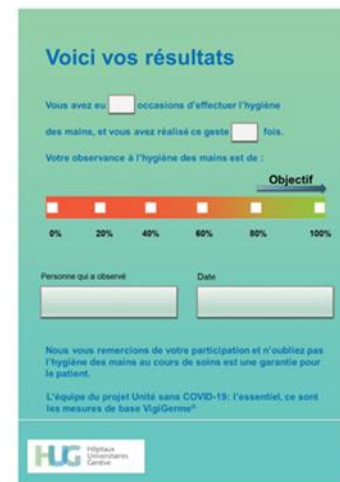 Voici vos résultats
Vous avez eu occasions d'effectuer l'hygiène
des mains, et vous avez réalisé ce geste fois.
Votre observance à l'hygiène des mains est de :
Objectif
0% 20% 40% 60% 80% 100%
Personne qui a observé Date
Nous vous remercions de votre participation et n'oubliez pas
l'hygiène des mains au cours de soins est une garantie pour
le patient.
L'équipe du projet Unité sans COVID-19: l'essentiel, ce sont
les mesures de base VigiGerme®
HUG Hôpitaux
Universitaires
Genève